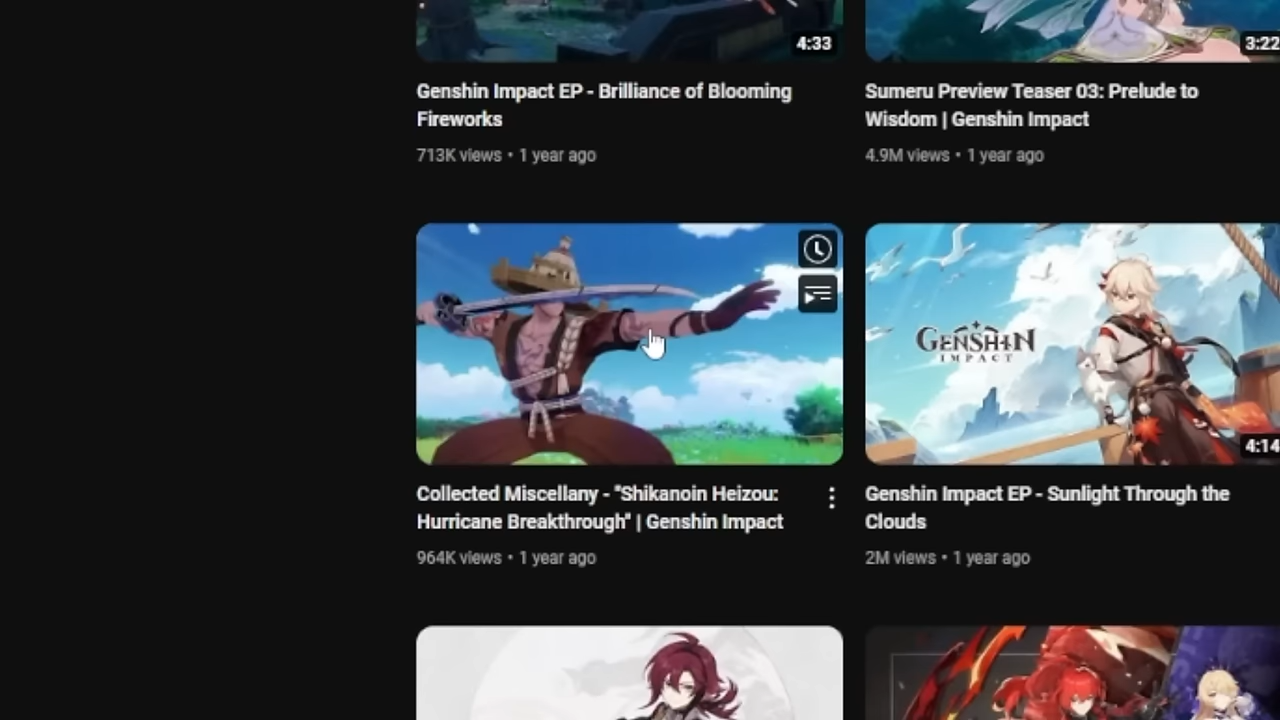 4:33
3:22
Genshin Impact EP - Brilliance of Blooming
Fireworks
713K views • 1 year ago
Sumeru Preview Teaser 03: Prelude to
Wisdom | Genshin Impact
4.9M views • 1 year ago
GENSHIN
IMPACT
4:14
Collected Miscellany - "Shikanoin Heizou:
Hurricane Breakthrough" | Genshin Impact
964K views • 1 year ago
Genshin Impact EP - Sunlight Through the
Clouds
2M views • 1 year ago